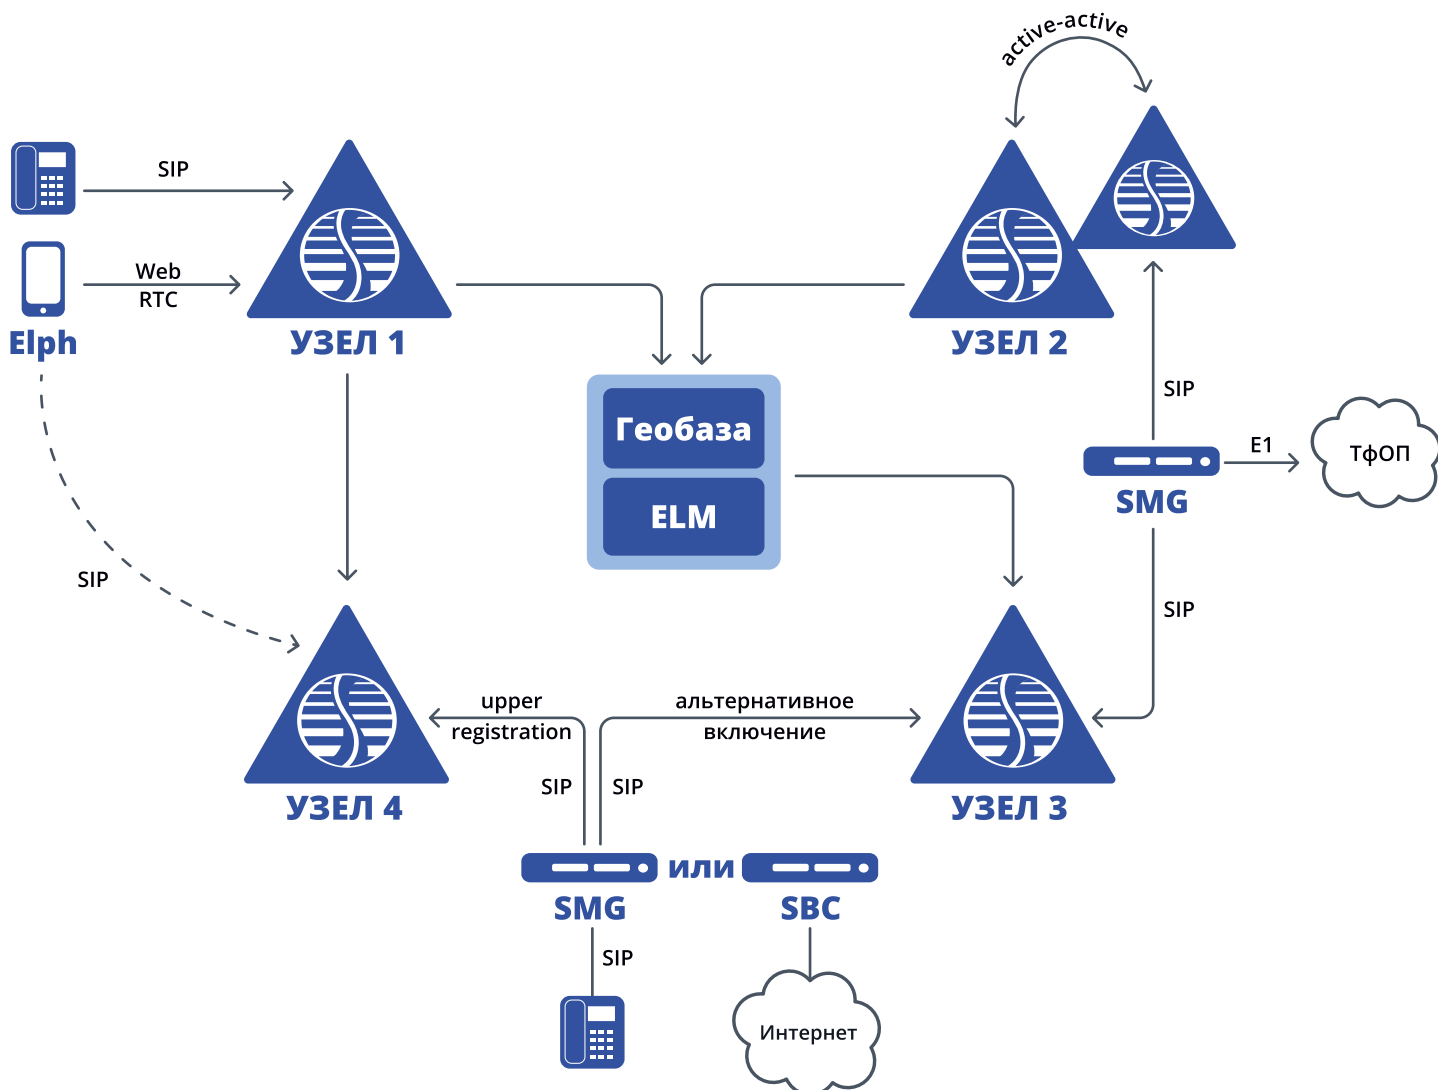 active-active
SIP
Web
RTC
Elph
УЗЕЛ 1
УЗЕЛ 2
Геобаза
ELM
SIP
E1
ТфОП
SMG
SIP
SIP
upper
registration
альтернативное
включение
SIP
SIP
УЗЕЛ 4
УЗЕЛ 3
или
SMG
SBC
SIP
Интернет